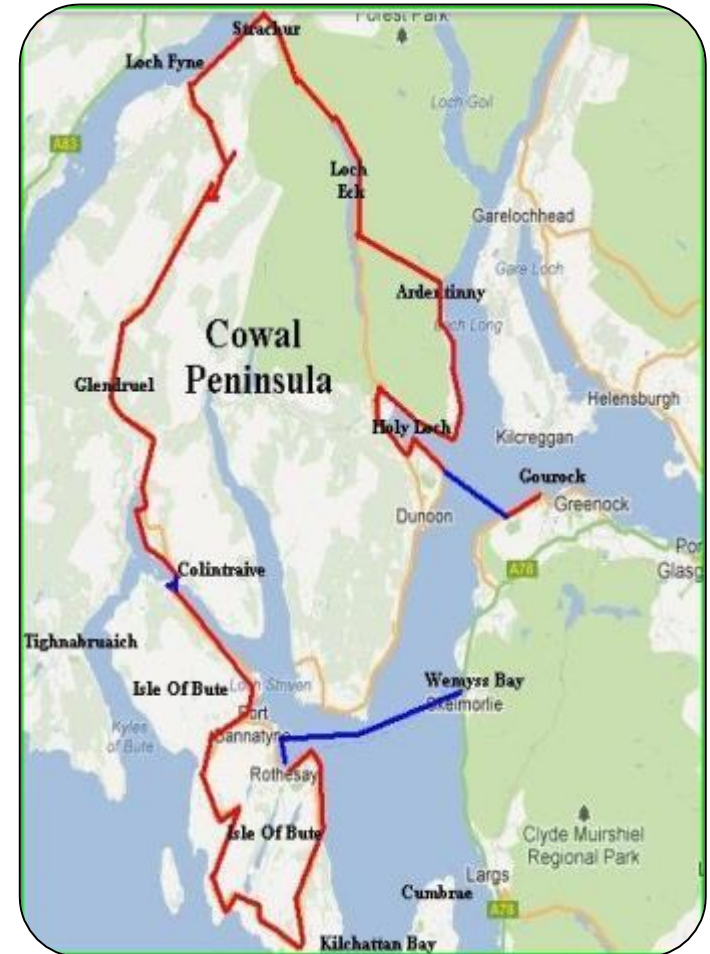 Forest Park
Strachur
Loch Fyne
Loch Goil
A83
Loch
Eck
Garelochhead
Gare Loch
Ardentinny
Loch Long
Cowal
Peninsula
Glendruel
Helensburgh
Holy Loch
Kilcreggan
Gourock
Greenock
Dunoon
Por
Glasg
A78
Colintraive
Tighnabruaich
Isle Of Bute
Loch Striven
Wemyss Bay
Skelmorlie
Port
Bannatyne
Kyles
of Bute
Rothesay
Isle Of Bute
Clyde Muirshiel
Regional Park
Largs
Cumbrae
A78
Kilchattan Bay